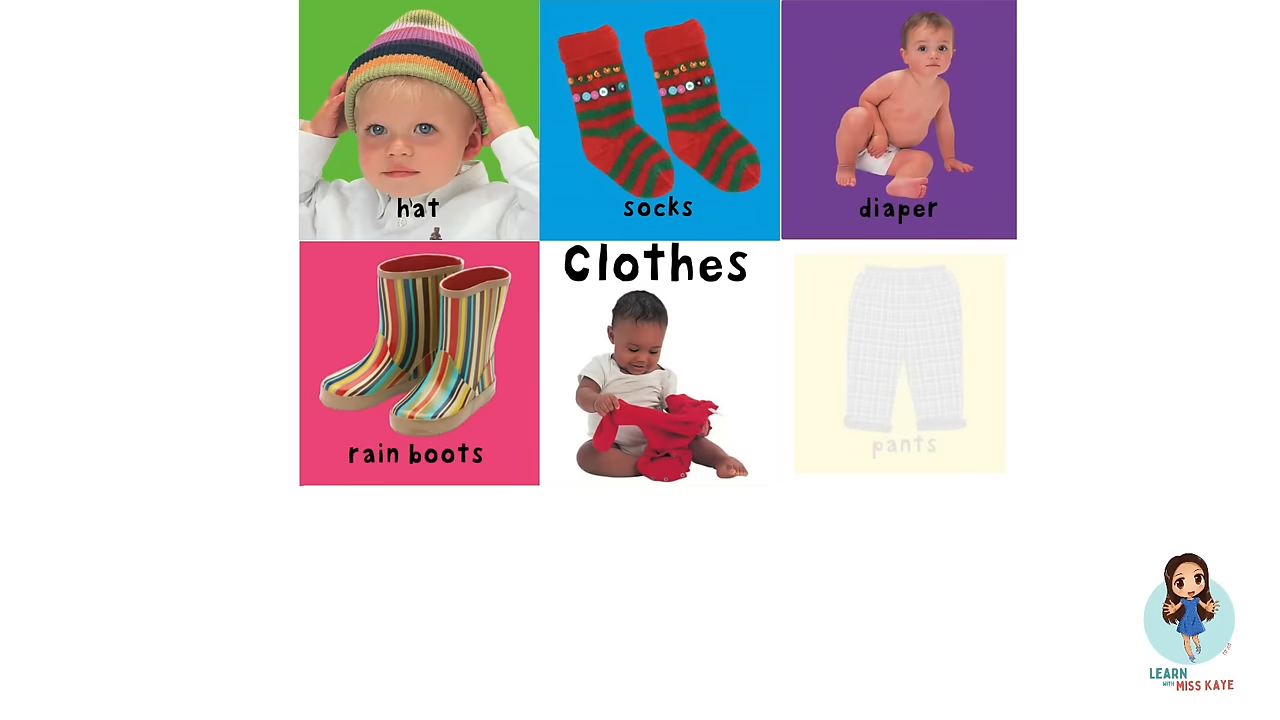 hat
socks
diaper
Clothes
rain boots
pants
LEARN
WITH MISS KAYE